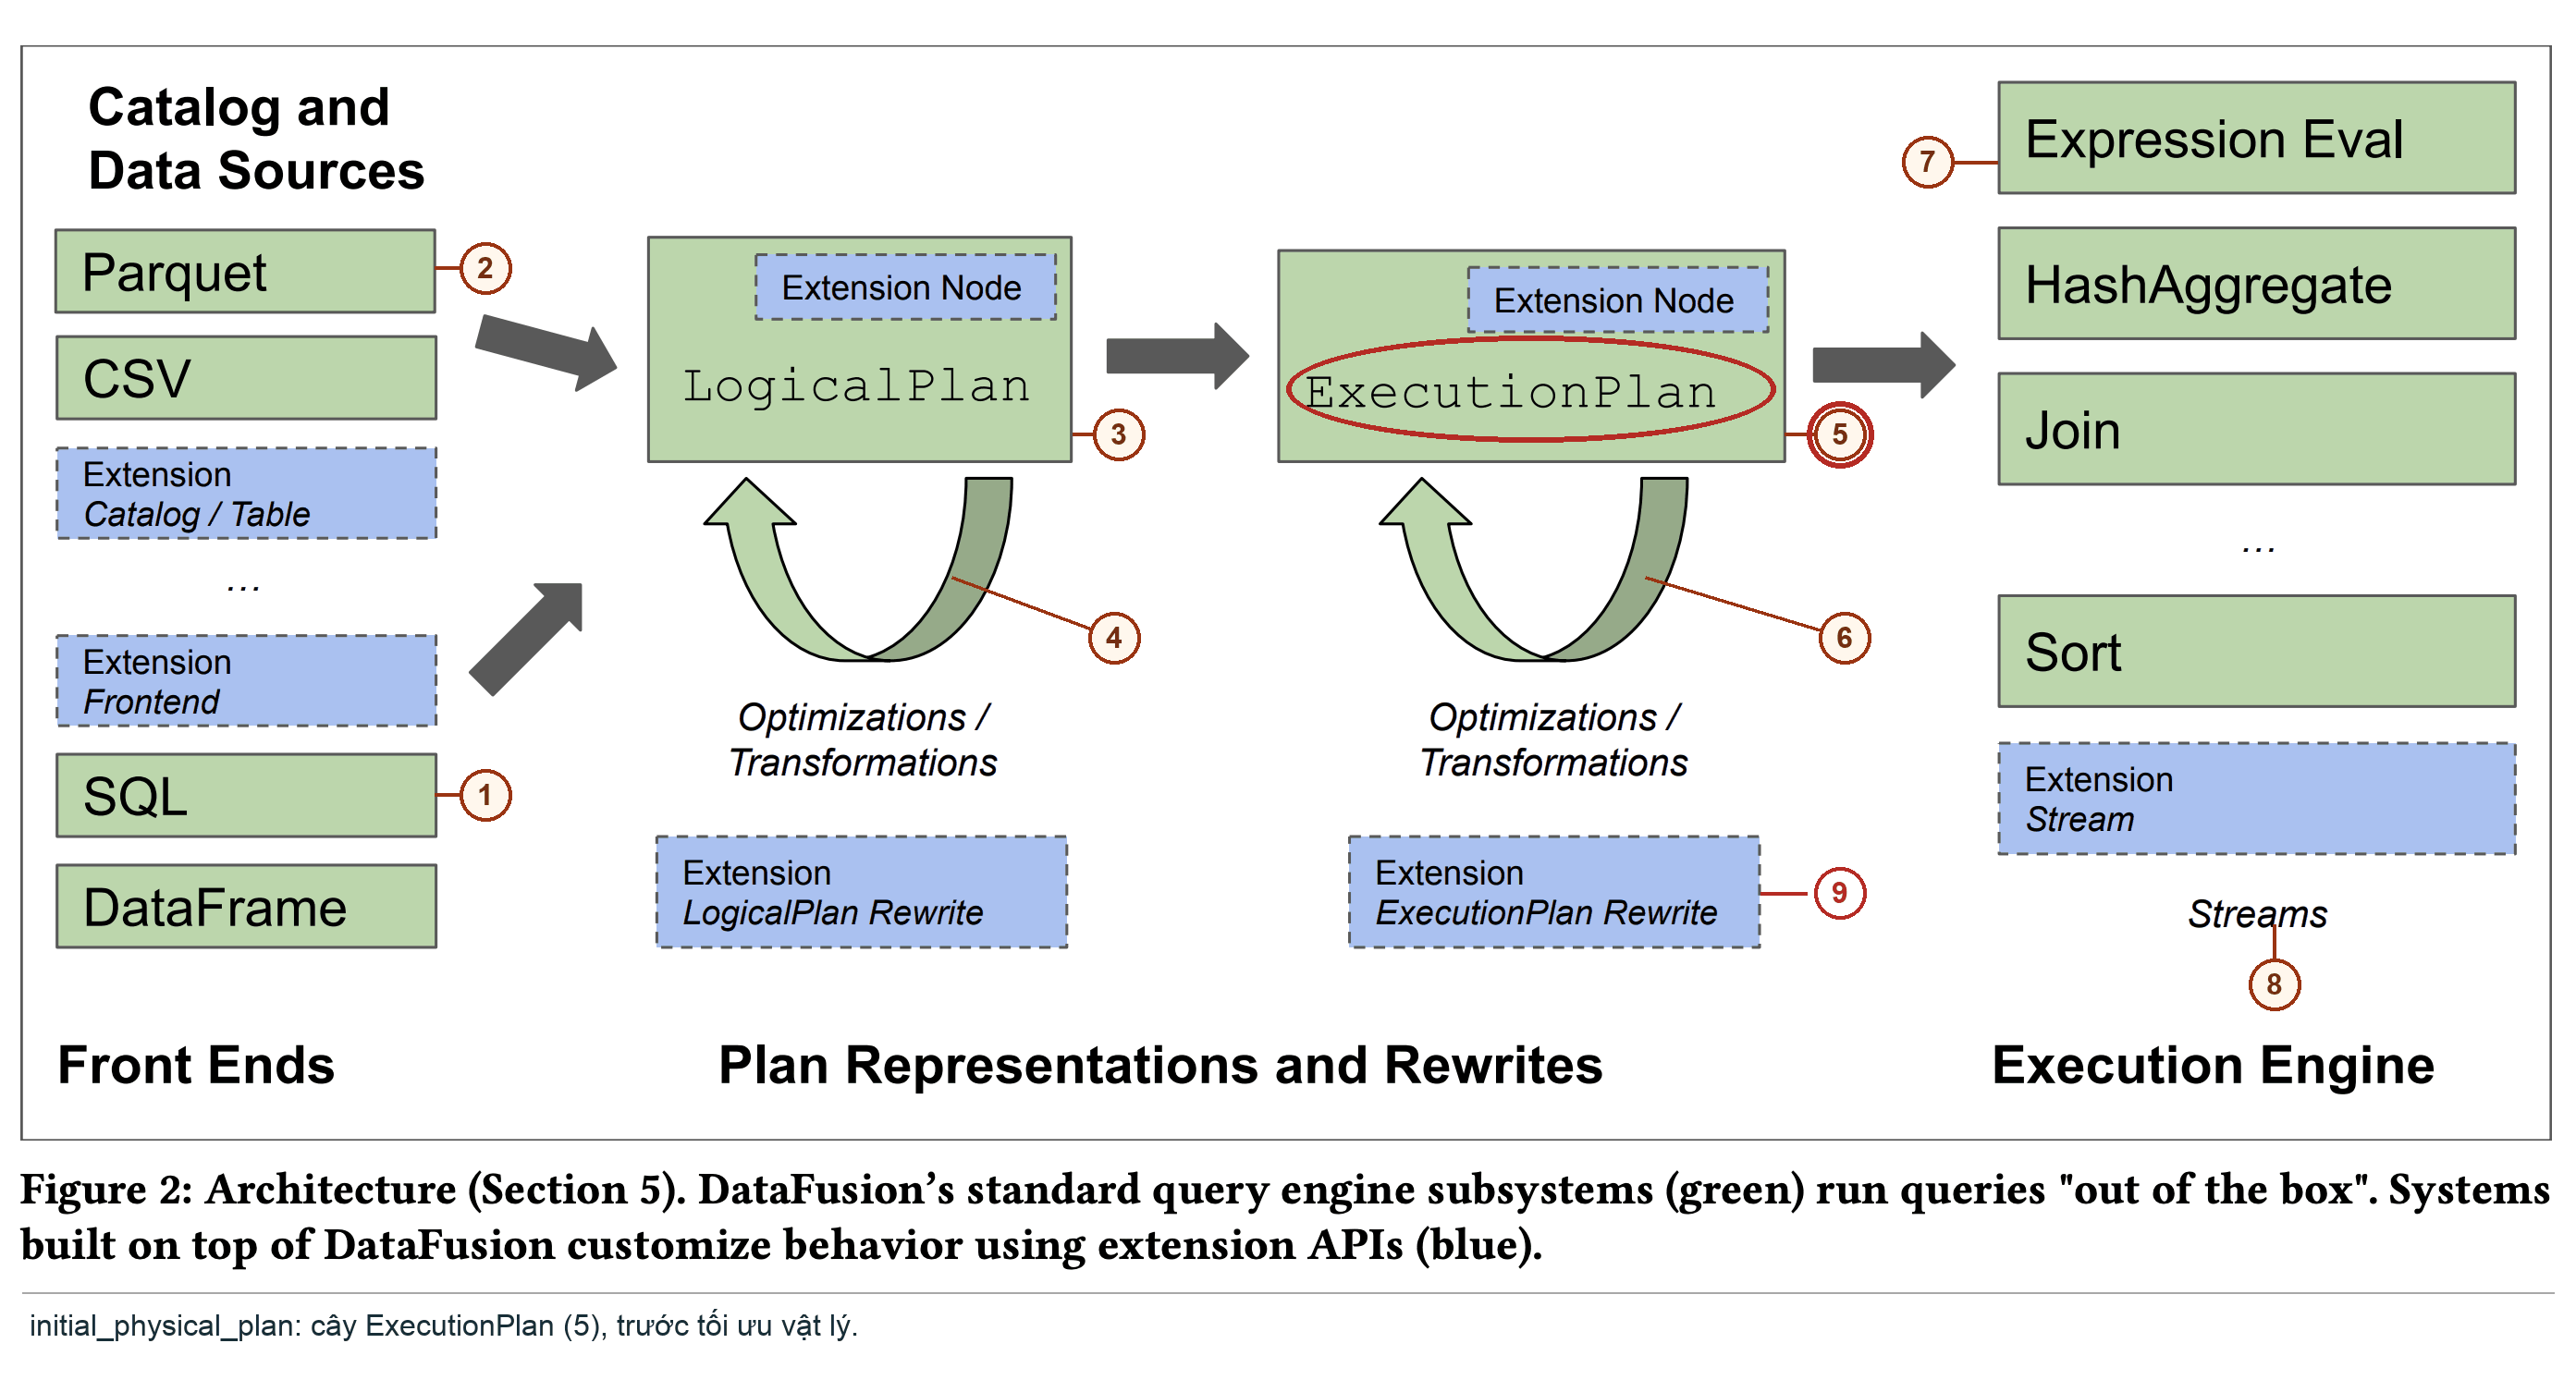 Catalog and
Data Sources
Parquet
2
CSV
Extension
Catalog / Table
...
Extension
Frontend
SQL
1
DataFrame
Front Ends
Extension Node
LogicalPlan
3
4
Optimizations /
Transformations
Extension
LogicalPlan Rewrite
Extension Node
ExecutionPlan
5
6
Optimizations /
Transformations
Extension
ExecutionPlan Rewrite
9
Plan Representations and Rewrites
7
Expression Eval
HashAggregate
Join
...
Sort
Extension
Stream
Streams
8
Execution Engine
Figure 2: Architecture (Section 5). DataFusion’s standard query engine subsystems (green) run queries "out of the box". Systems
built on top of DataFusion customize behavior using extension APIs (blue).
initial_physical_plan: cây ExecutionPlan (5), trước tối ưu vật lý.